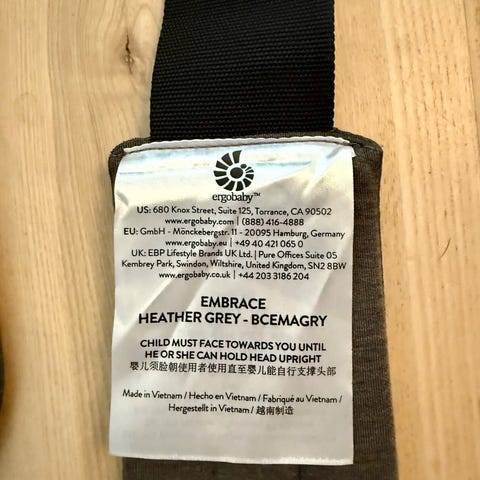 ergobaby™
US: 680 Knox Street, Suite 125, Torrance, CA 90502
www.ergobaby.com | (888) 416-4888
EU: GmbH - Mönckebergstr. 11 - 20095 Hamburg, Germany
www.ergobaby.eu | +49 40 421 065 0
UK: EBP Lifestyle Brands UK Ltd. | Pure Offices Suite 05
Kembrey Park, Swindon, Wiltshire, United Kingdom, SN2 8BW
www.ergobaby.co.uk | +44 203 3186 204
EMBRACE
HEATHER GREY - BCEMAGRY
CHILD MUST FACE TOWARDS YOU UNTIL
HE OR SHE CAN HOLD HEAD UPRIGHT
婴儿须脸朝使用者使用直至婴儿能自行支撑头部
Made in Vietnam / Hecho en Vietnam / Fabriqué au Vietnam /
Hergestellt in Vietnam / 越南制造